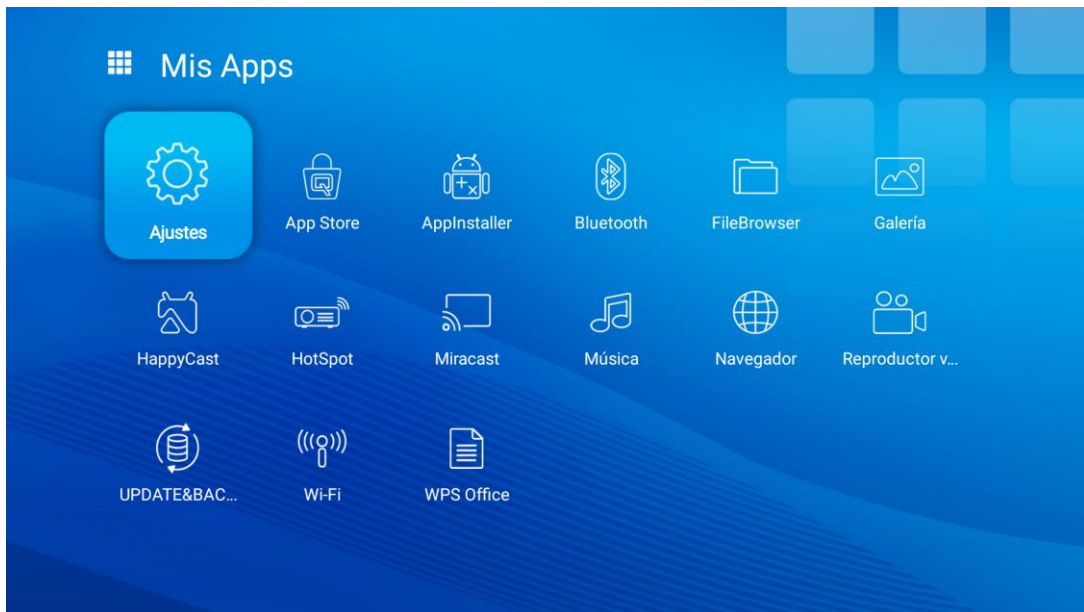 Mis Apps
Ajustes
App Store
AppInstaller
Bluetooth
FileBrowser
Galería
HappyCast
HotSpot
Miracast
Música
Navegador
Reproductor v...
UPDATE&BAC...
Wi-Fi
WPS Office